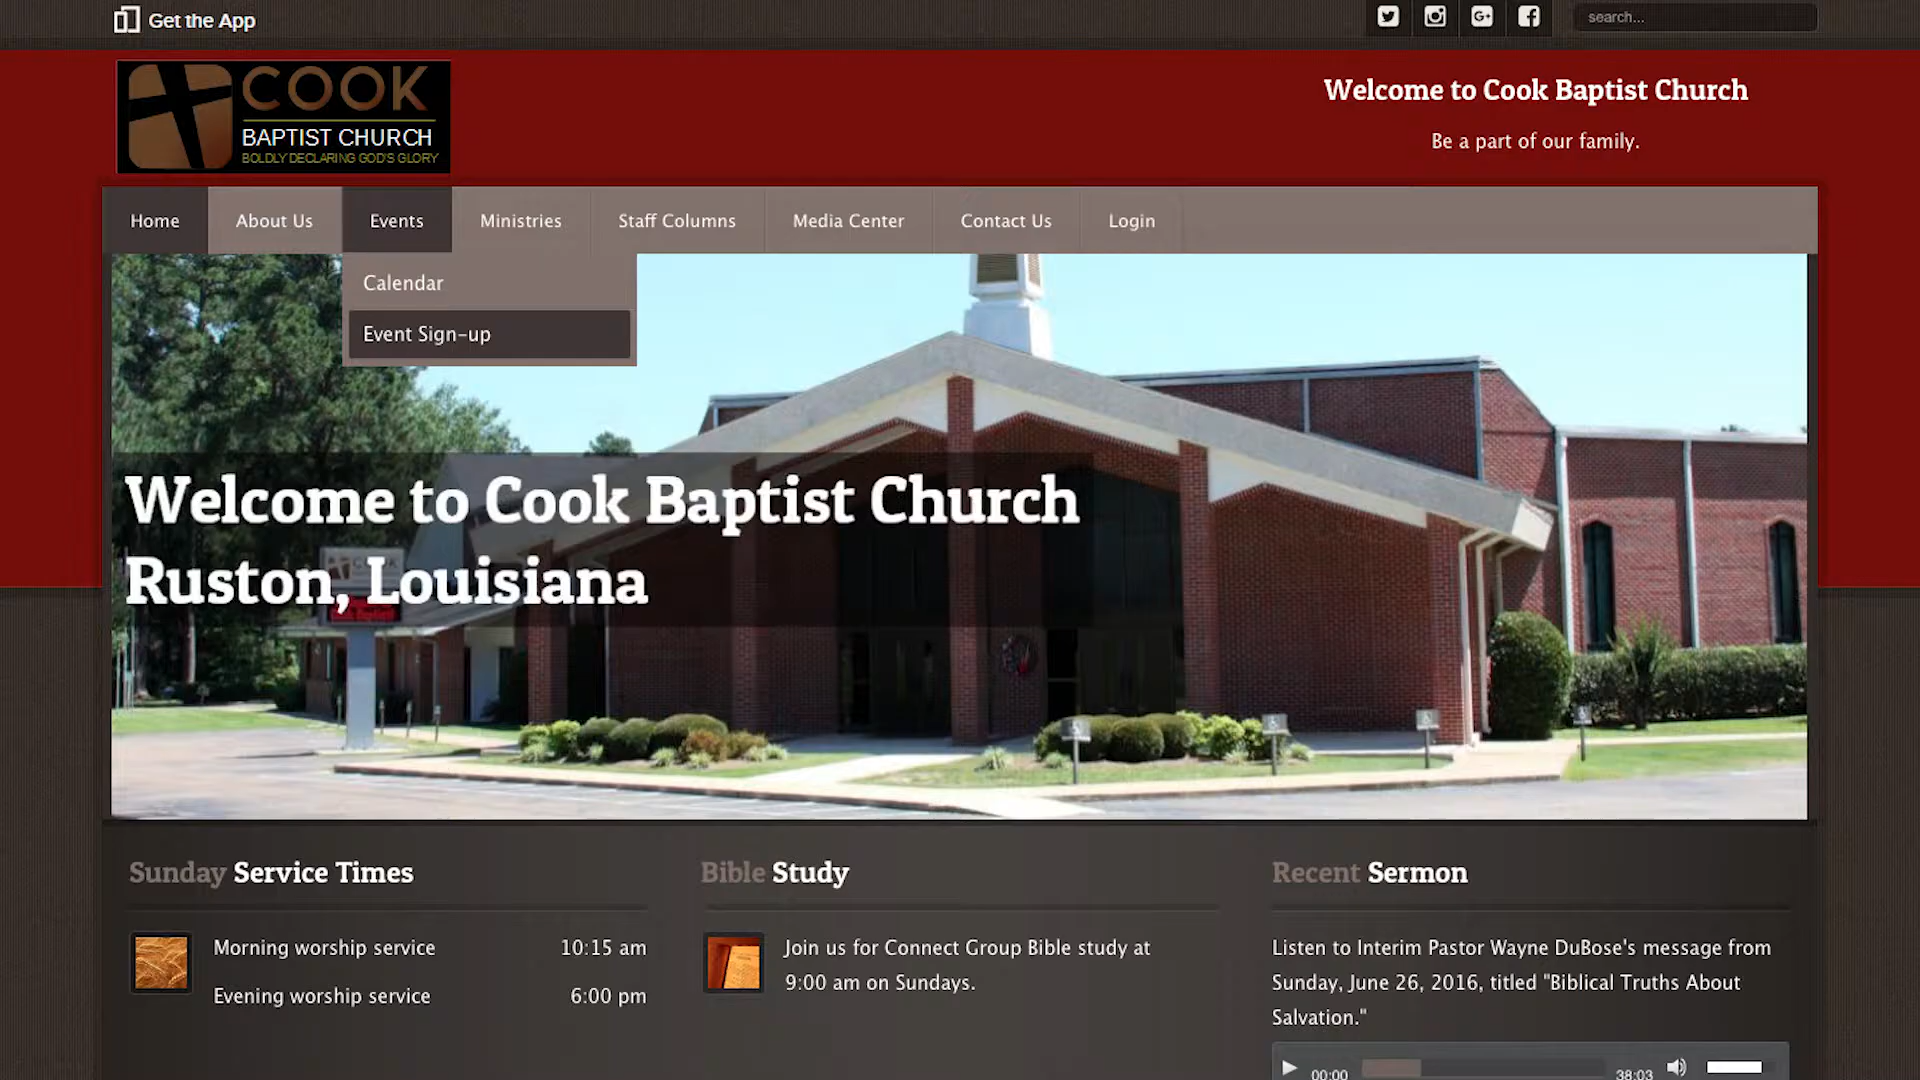 Get the App
search...
COOK
BAPTIST CHURCH
BOLDLY DECLARING GOD'S GLORY
Welcome to Cook Baptist Church
Be a part of our family.
Home
About Us
Events
Ministries
Staff Columns
Media Center
Contact Us
Login
Calendar
Event Sign-up
Welcome to Cook Baptist Church
Ruston, Louisiana
Sunday Service Times
Morning worship service 10:15 am
Evening worship service 6:00 pm
Bible Study
Join us for Connect Group Bible study at
9:00 am on Sundays.
Recent Sermon
Listen to Interim Pastor Wayne DuBose's message from
Sunday, June 26, 2016, titled "Biblical Truths About
Salvation."
00:00
38:03